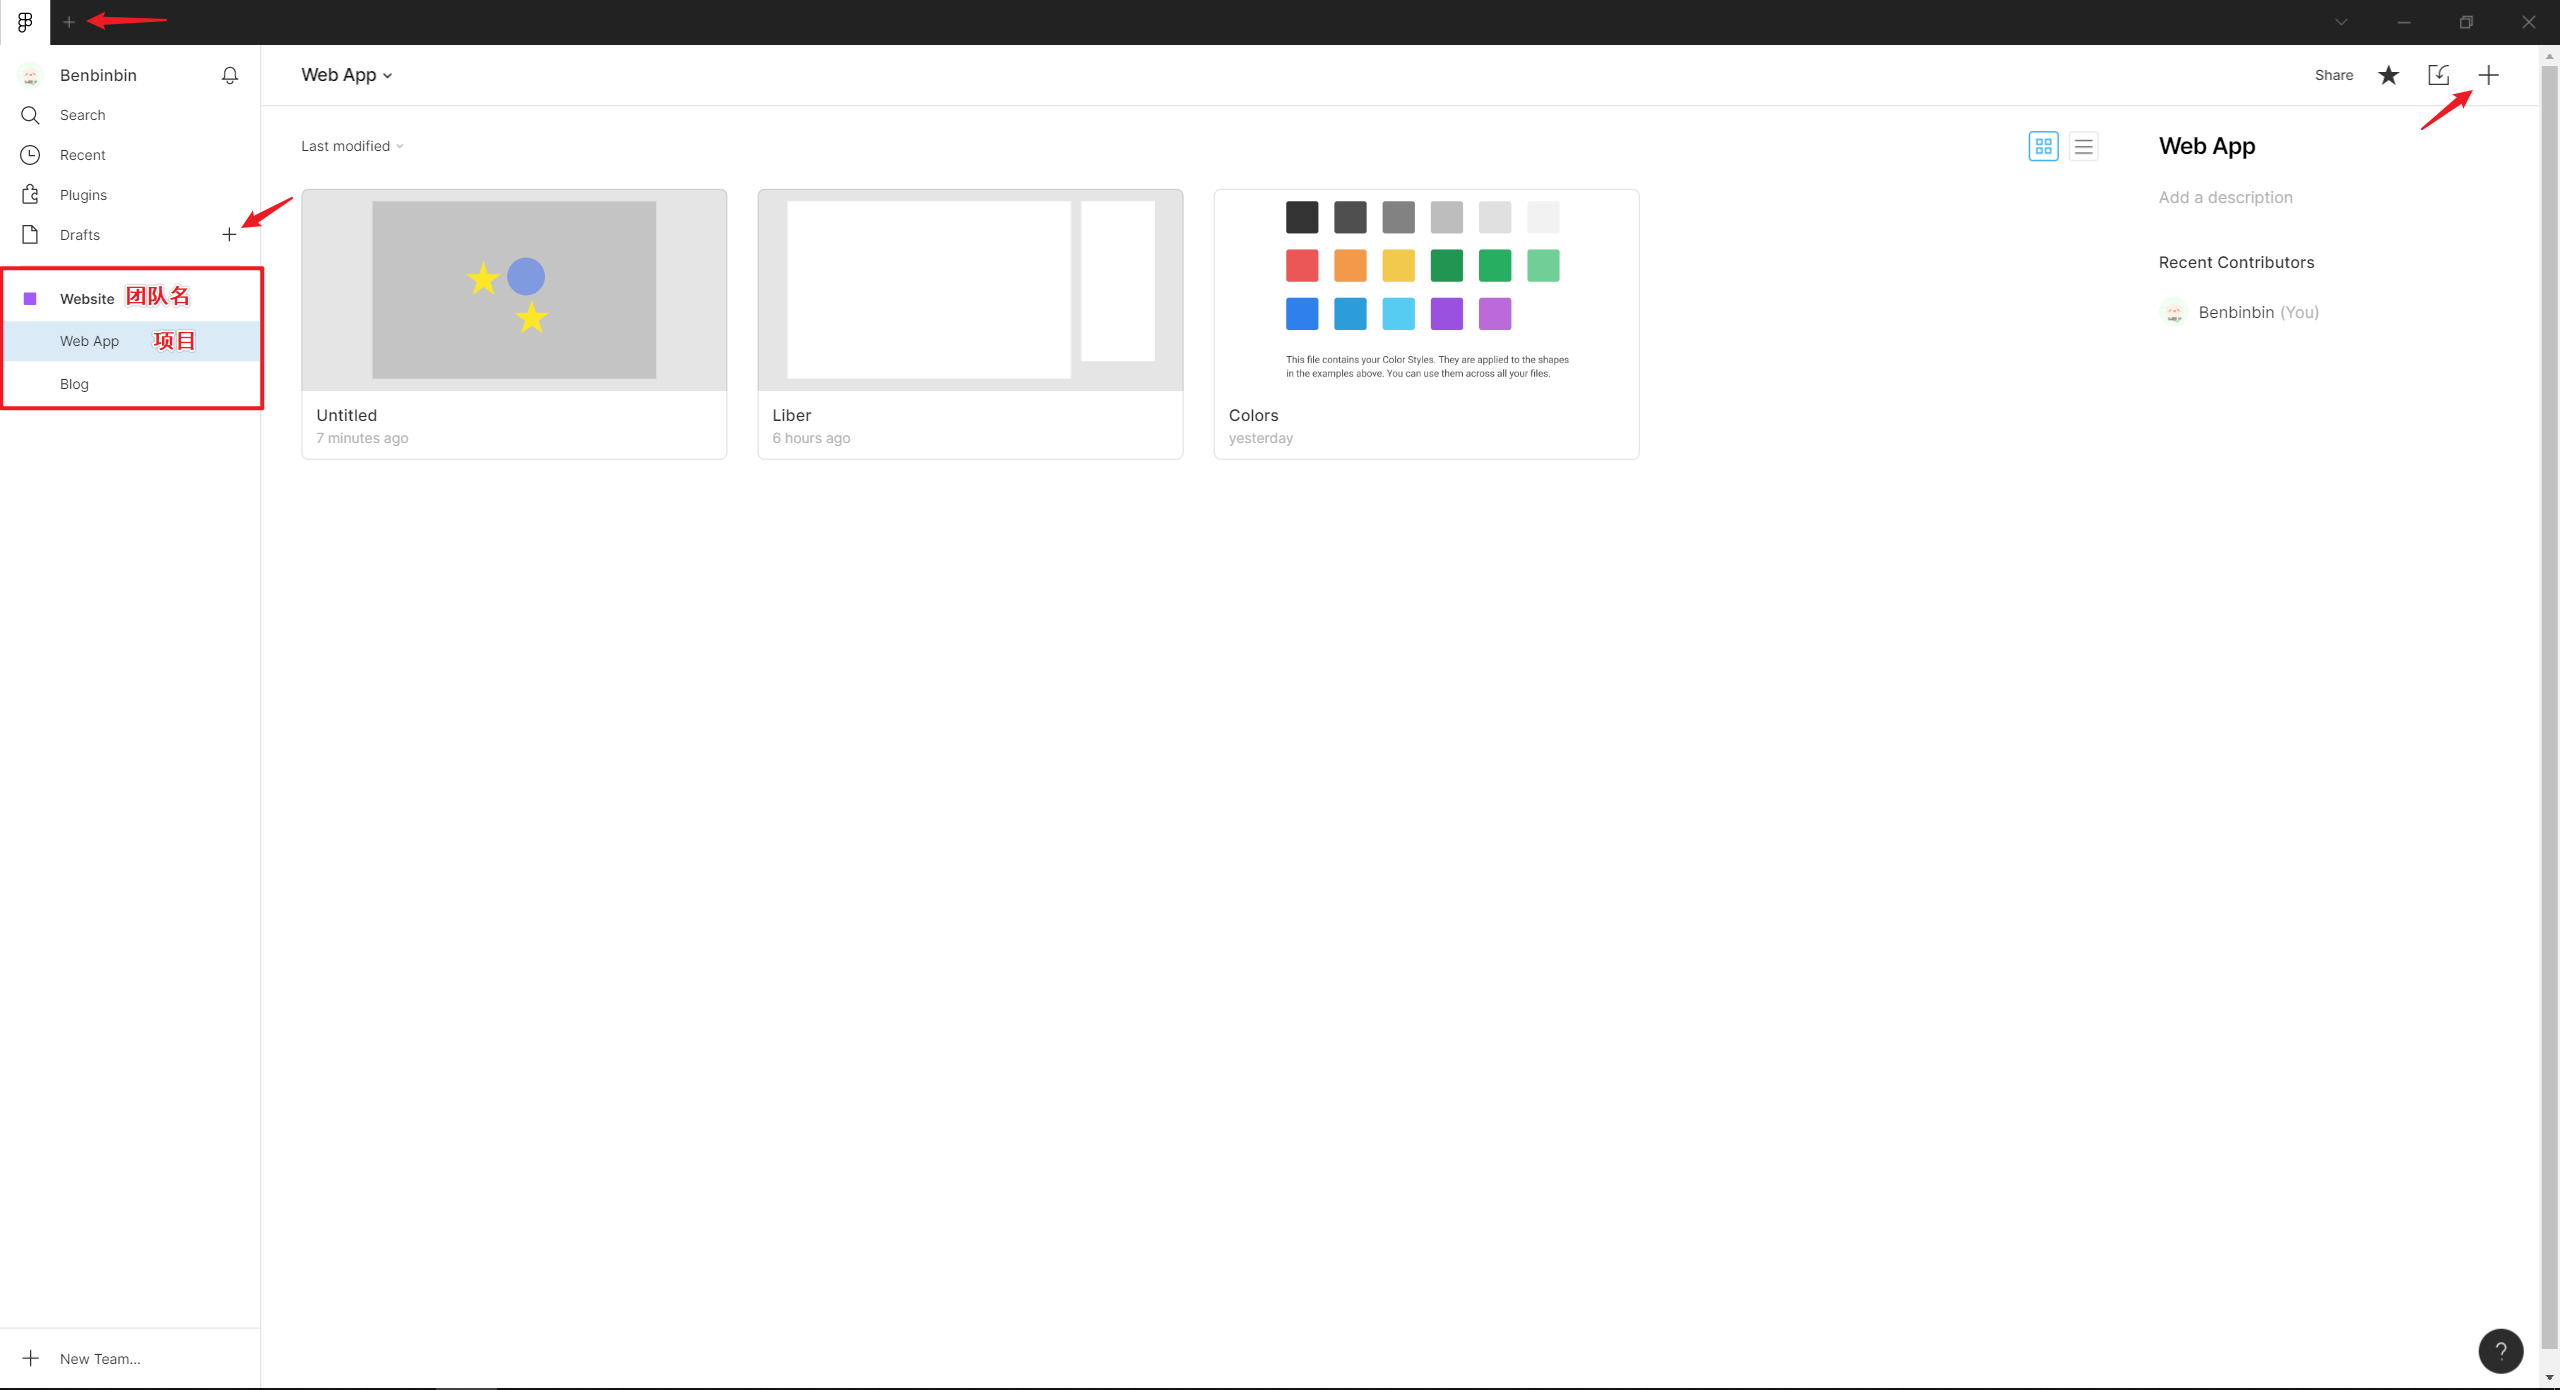 Benbinbin
Search
Recent
Plugins
Drafts
Website 团队名
Web App 项目
Blog
New Team...
Web App
Share
Last modified
Untitled
7 minutes ago
Liber
6 hours ago
This file contains your Color Styles. They are applied to the shapes
in the examples above. You can use them across all your files.
Colors
yesterday
Web App
Add a description
Recent Contributors
Benbinbin (You)
?